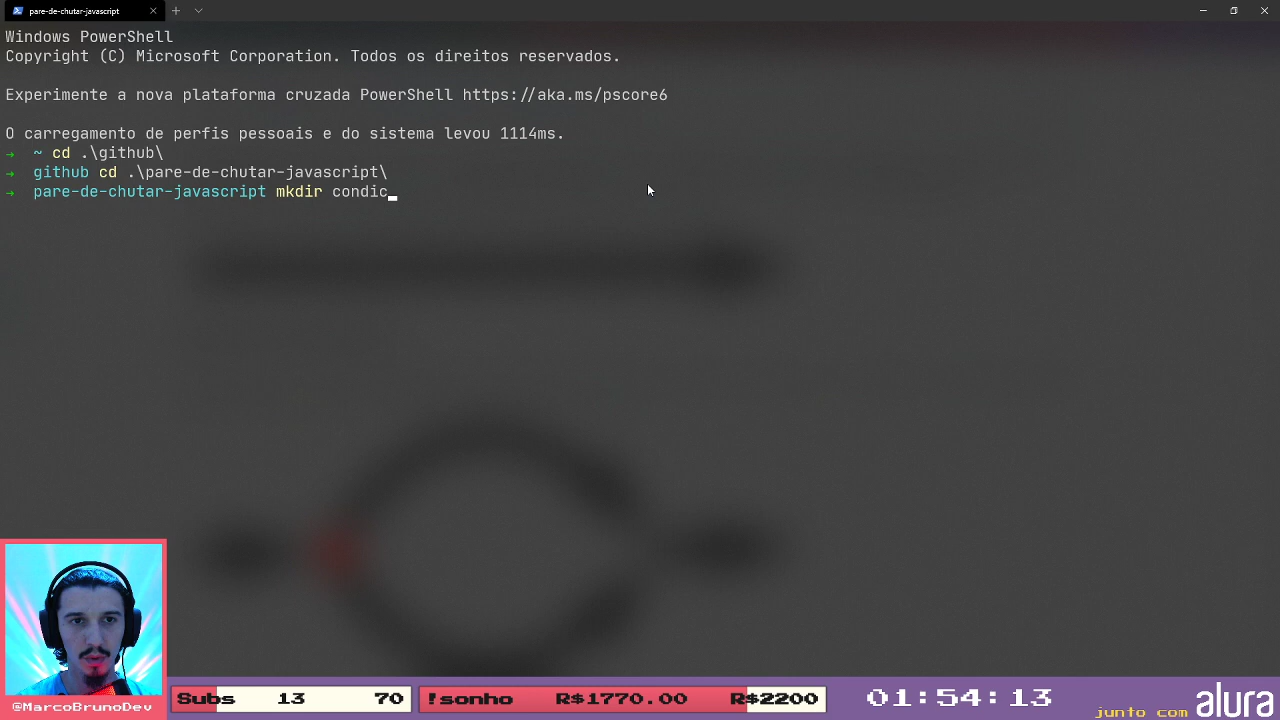 pare-de-chutar-javascript
Windows PowerShell
Copyright (C) Microsoft Corporation. Todos os direitos reservados.
Experimente a nova plataforma cruzada PowerShell https://aka.ms/pscore6
O carregamento de perfis pessoais e do sistema levou 1114ms.
→ ~ cd .\github\
→ github cd .\pare-de-chutar-javascript\
→ pare-de-chutar-javascript mkdir condic
@MarcoBrunoDev
Subs 13 70
!sonho R$1770.00 R$2200
01:54:13
junto com alura